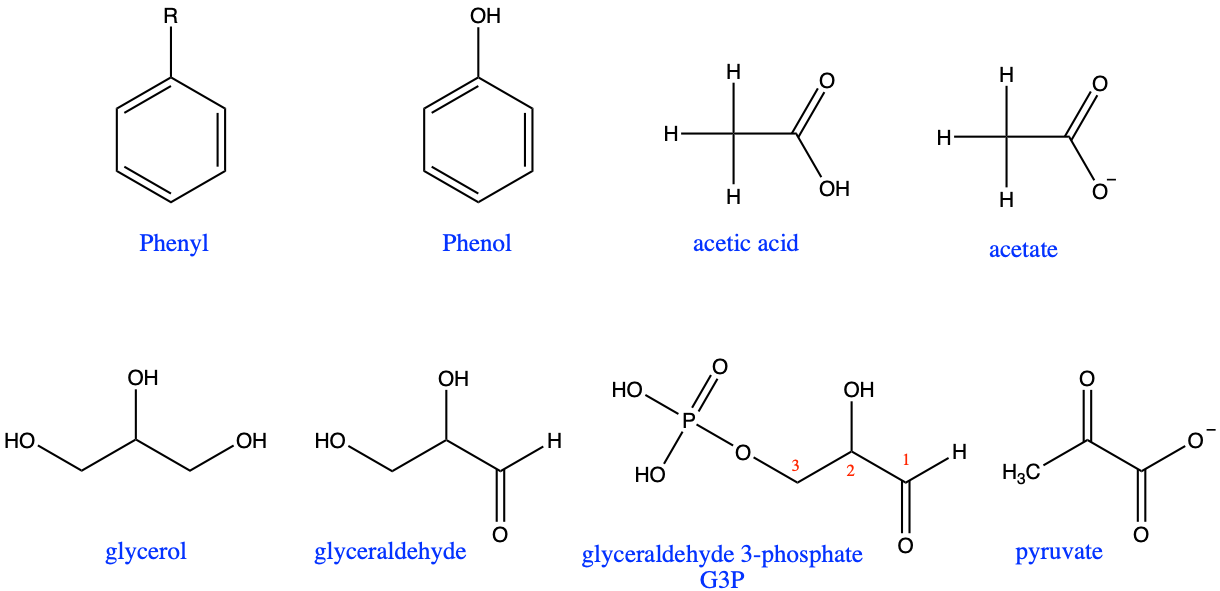 R
OH
H
O
H
H
OH
H
O
H
H
O⁻
Phenyl
Phenol
acetic acid
acetate
OH
HO
OH
OH
HO
H
O
HO
O
P
HO
O
OH
3
2
1
H
O
O
H₃C
O⁻
O
glycerol
glyceraldehyde
glyceraldehyde 3-phosphate
G3P
pyruvate